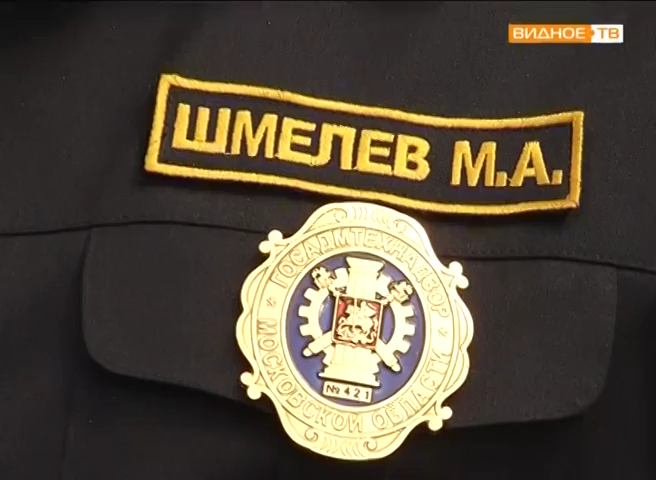 ВИДНОЕ ТВ
ШМЕЛЕВ М.А.
ГОСАДМТЕХНАДЗОР
МОСКОВСКОЙ ОБЛАСТИ
№421